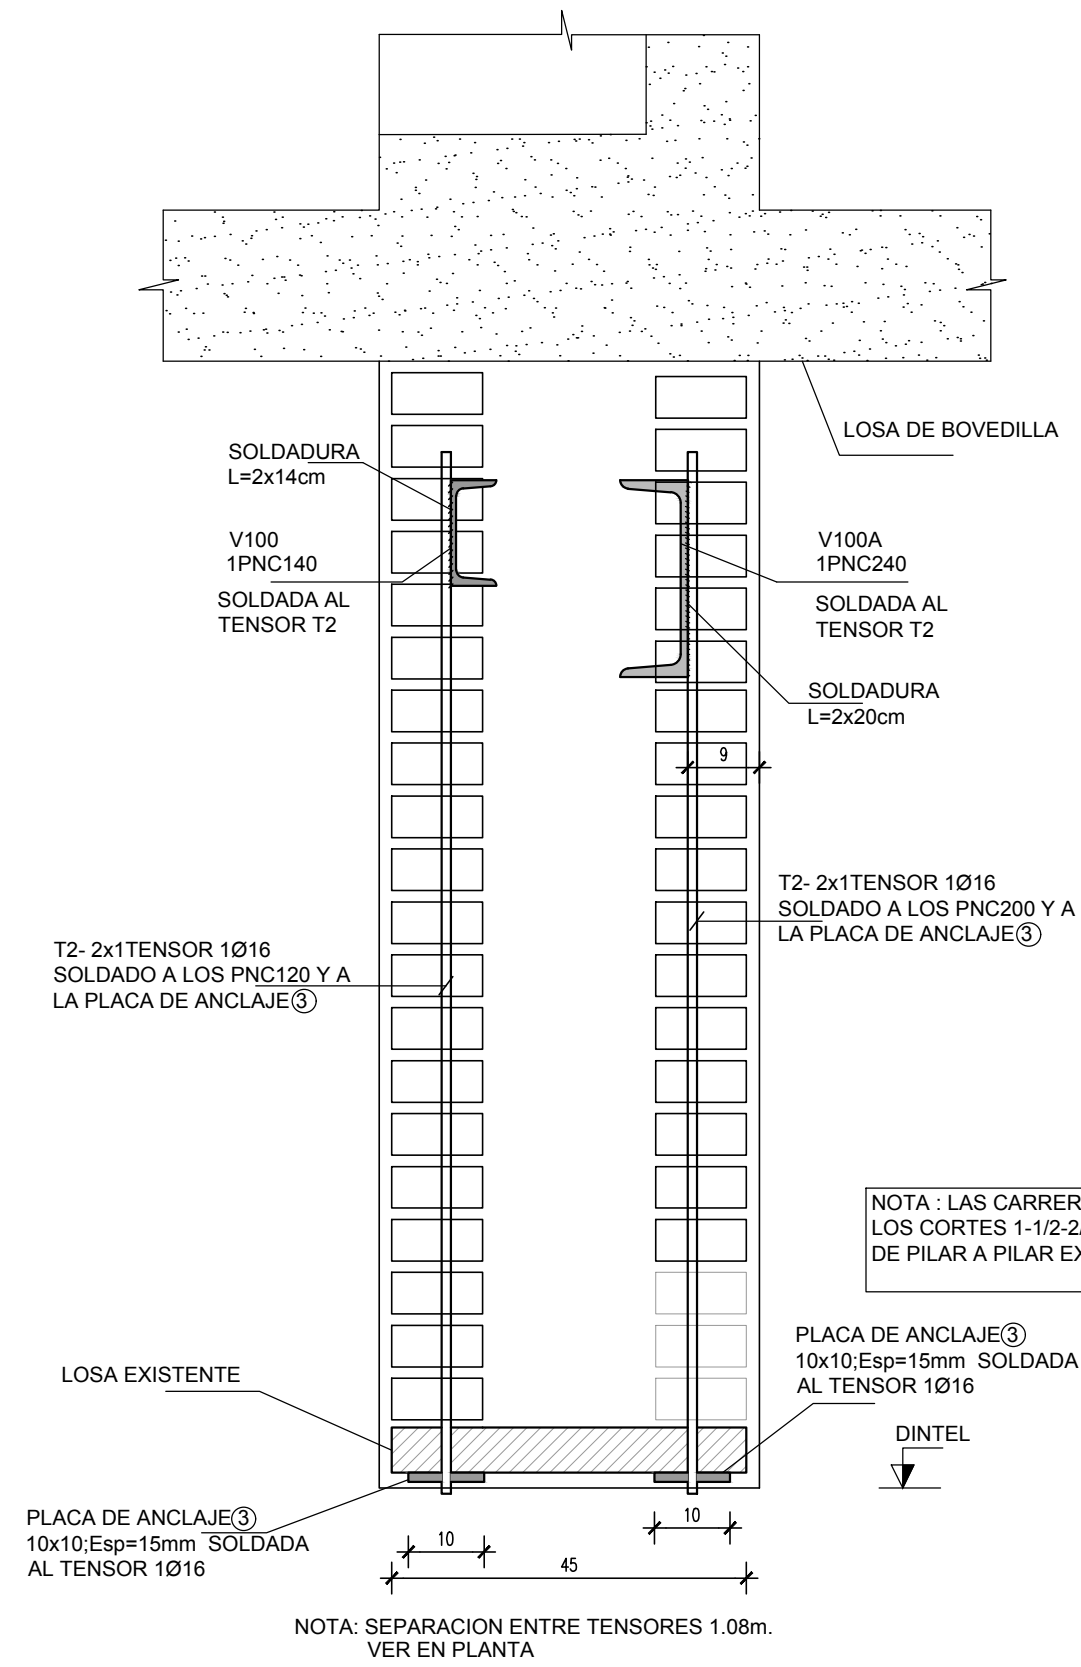 LOSA DE BOVEDILLA
SOLDADURA
L=2x14cm
V100
1PNC140
SOLDADA AL
TENSOR T2
V100A
1PNC240
SOLDADA AL
TENSOR T2
SOLDADURA
L=2x20cm
9
T2- 2x1TENSOR 1Ø16
SOLDADO A LOS PNC200 Y A
LA PLACA DE ANCLAJE③
T2- 2x1TENSOR 1Ø16
SOLDADO A LOS PNC120 Y A
LA PLACA DE ANCLAJE③
NOTA : LAS CARRER
LOS CORTES 1-1/2-2/
DE PILAR A PILAR EX
PLACA DE ANCLAJE③
10x10;Esp=15mm SOLDADA
AL TENSOR 1Ø16
LOSA EXISTENTE
DINTEL
PLACA DE ANCLAJE③
10x10;Esp=15mm SOLDADA
AL TENSOR 1Ø16
10
10
45
NOTA: SEPARACION ENTRE TENSORES 1.08m.
VER EN PLANTA